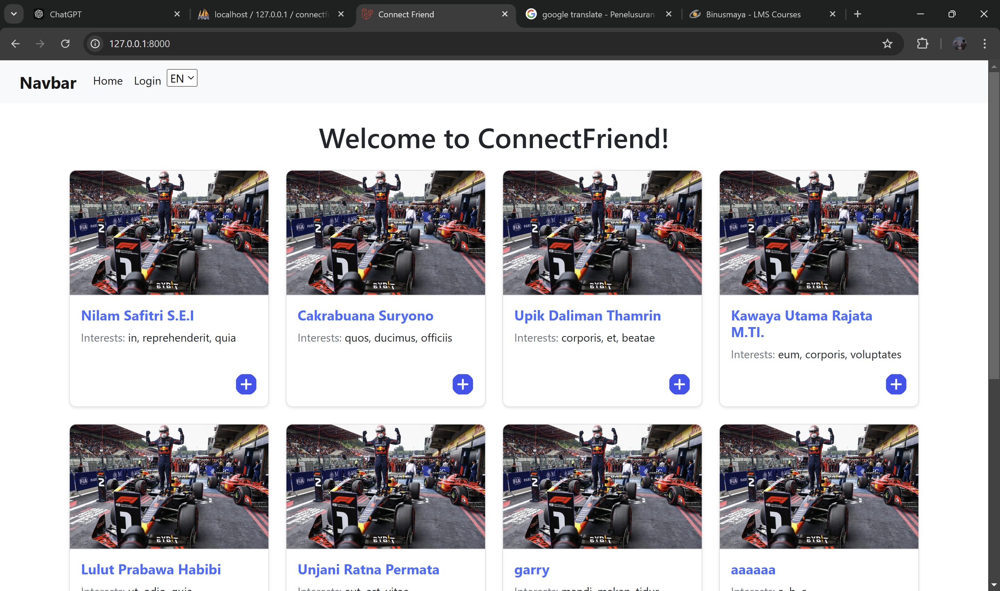 ChatGPT
localhost / 127.0.0.1 / connectfr
Connect Friend
google translate - Penelusuran
Binusmaya - LMS Courses
127.0.0.1:8000
Navbar
Home
Login
EN
Welcome to ConnectFriend!
Nilam Safitri S.E.I
Interests: in, reprehenderit, quia
Cakrabuana Suryono
Interests: quos, ducimus, officiis
Upik Daliman Thamrin
Interests: corporis, et, beatae
Kawaya Utama Rajata
M.TI.
Interests: eum, corporis, voluptates
Lulut Prabawa Habibi
Interests: ut, odio, quia
Unjani Ratna Permata
Interests: aut, est, vitae
garry
Interests: mandi, makan, tidur
aaaaaa
Interests: a, b, c